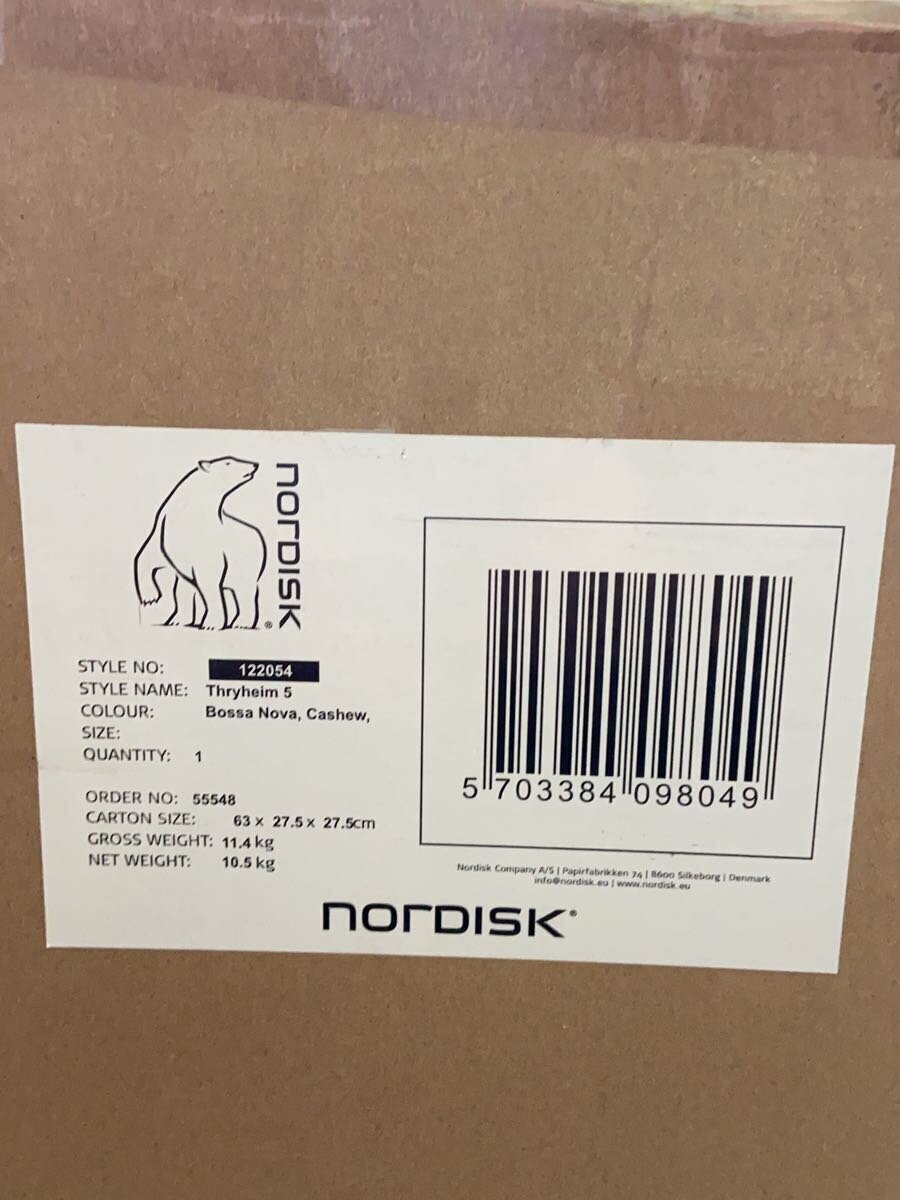 nordisk®
STYLE NO: 122054
STYLE NAME: Thryheim 5
COLOUR: Bossa Nova, Cashew,
SIZE:
QUANTITY: 1
ORDER NO: 55548
CARTON SIZE: 63 x 27.5 x 27.5cm
GROSS WEIGHT: 11.4 kg
NET WEIGHT: 10.5 kg
5 703384 098049
Nordisk Company A/S | Papirfabrikken 74 | 8600 Silkeborg | Denmark
info@nordisk.eu | www.nordisk.eu
nordisk®